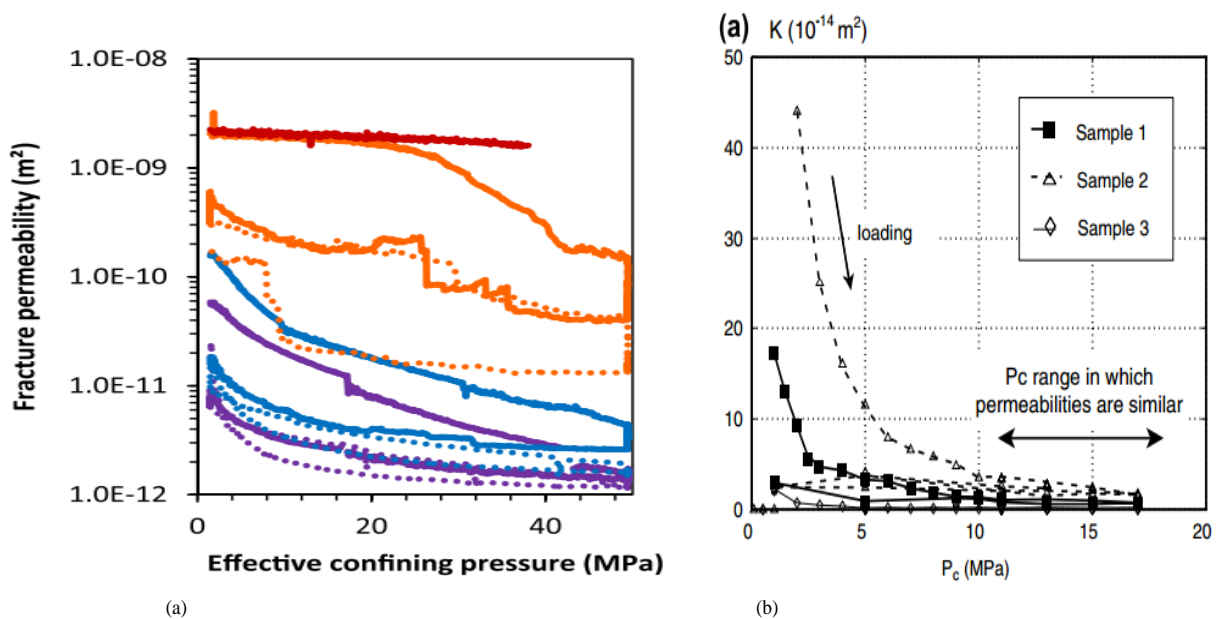 1.0E-08
1.0E-09
1.0E-10
1.0E-11
1.0E-12
Fracture permeability (m²)
0 20 40
Effective confining pressure (MPa)
(a)
(a) K (10⁻¹⁴ m²)
50
40
30
20
10
0
loading
Sample 1
Sample 2
Sample 3
Pc range in which
permeabilities are similar
0 5 10 15 20
Pc (MPa)
(b)